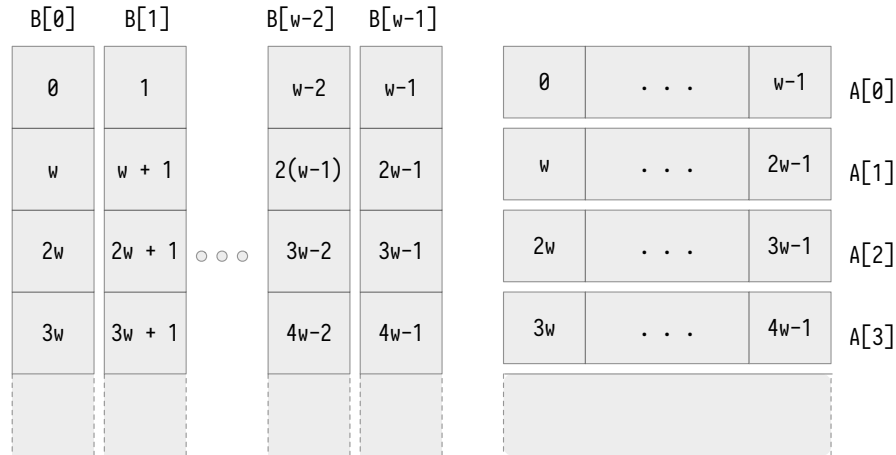 B[0] B[1] B[w-2] B[w-1]
0 1 w-2 w-1 0 . . . w-1 A[0]
w w + 1 2(w-1) 2w-1 w . . . 2w-1 A[1]
2w 2w + 1 3w-2 3w-1 2w . . . 3w-1 A[2]
3w 3w + 1 4w-2 4w-1 3w . . . 4w-1 A[3]